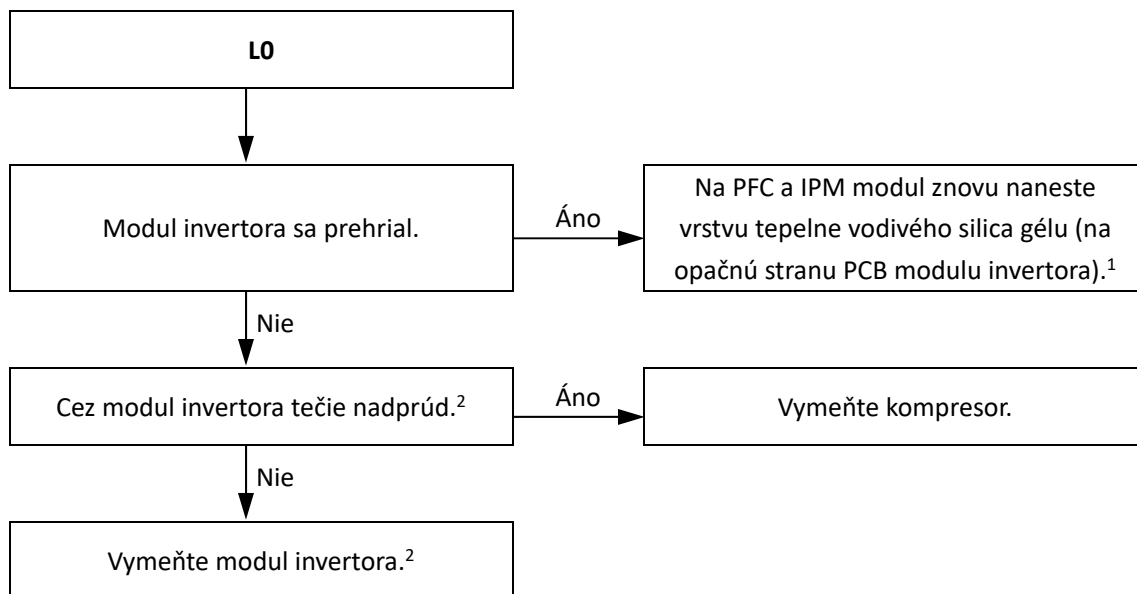 L0
Modul invertora sa prehrial.
Áno
Na PFC a IPM modul znovu naneste
vrstvu tepelne vodivého silica gélu (na
opačnú stranu PCB modulu invertora).¹
Nie
Cez modul invertora tečie nadprúd.²
Áno
Vymeňte kompresor.
Nie
Vymeňte modul invertora.²